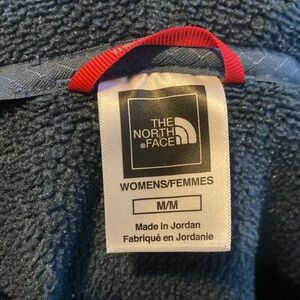 THE
NORTH
®FACE
WOMENS/FEMMES
M/M
Made in Jordan
Fabriqué en Jordanie